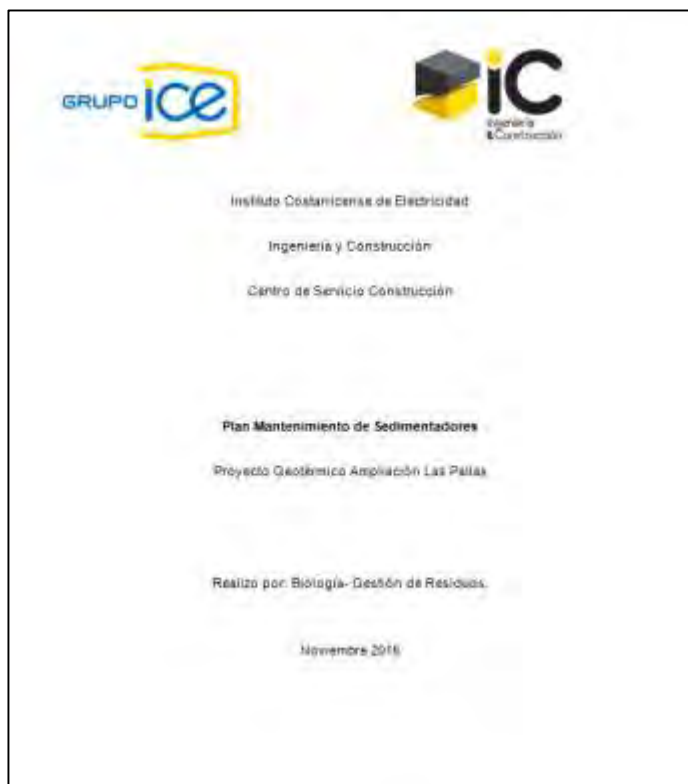 GRUPO ice
iC
Ingeniería
& Construcción
Instituto Costarricense de Electricidad
Ingeniería y Construcción
Centro de Servicio Construcción
Plan Mantenimiento de Sedimentadores
Proyecto Geotérmico Ampliación Las Pailas
Realizo por: Biología- Gestión de Residuos.
Noviembre 2016